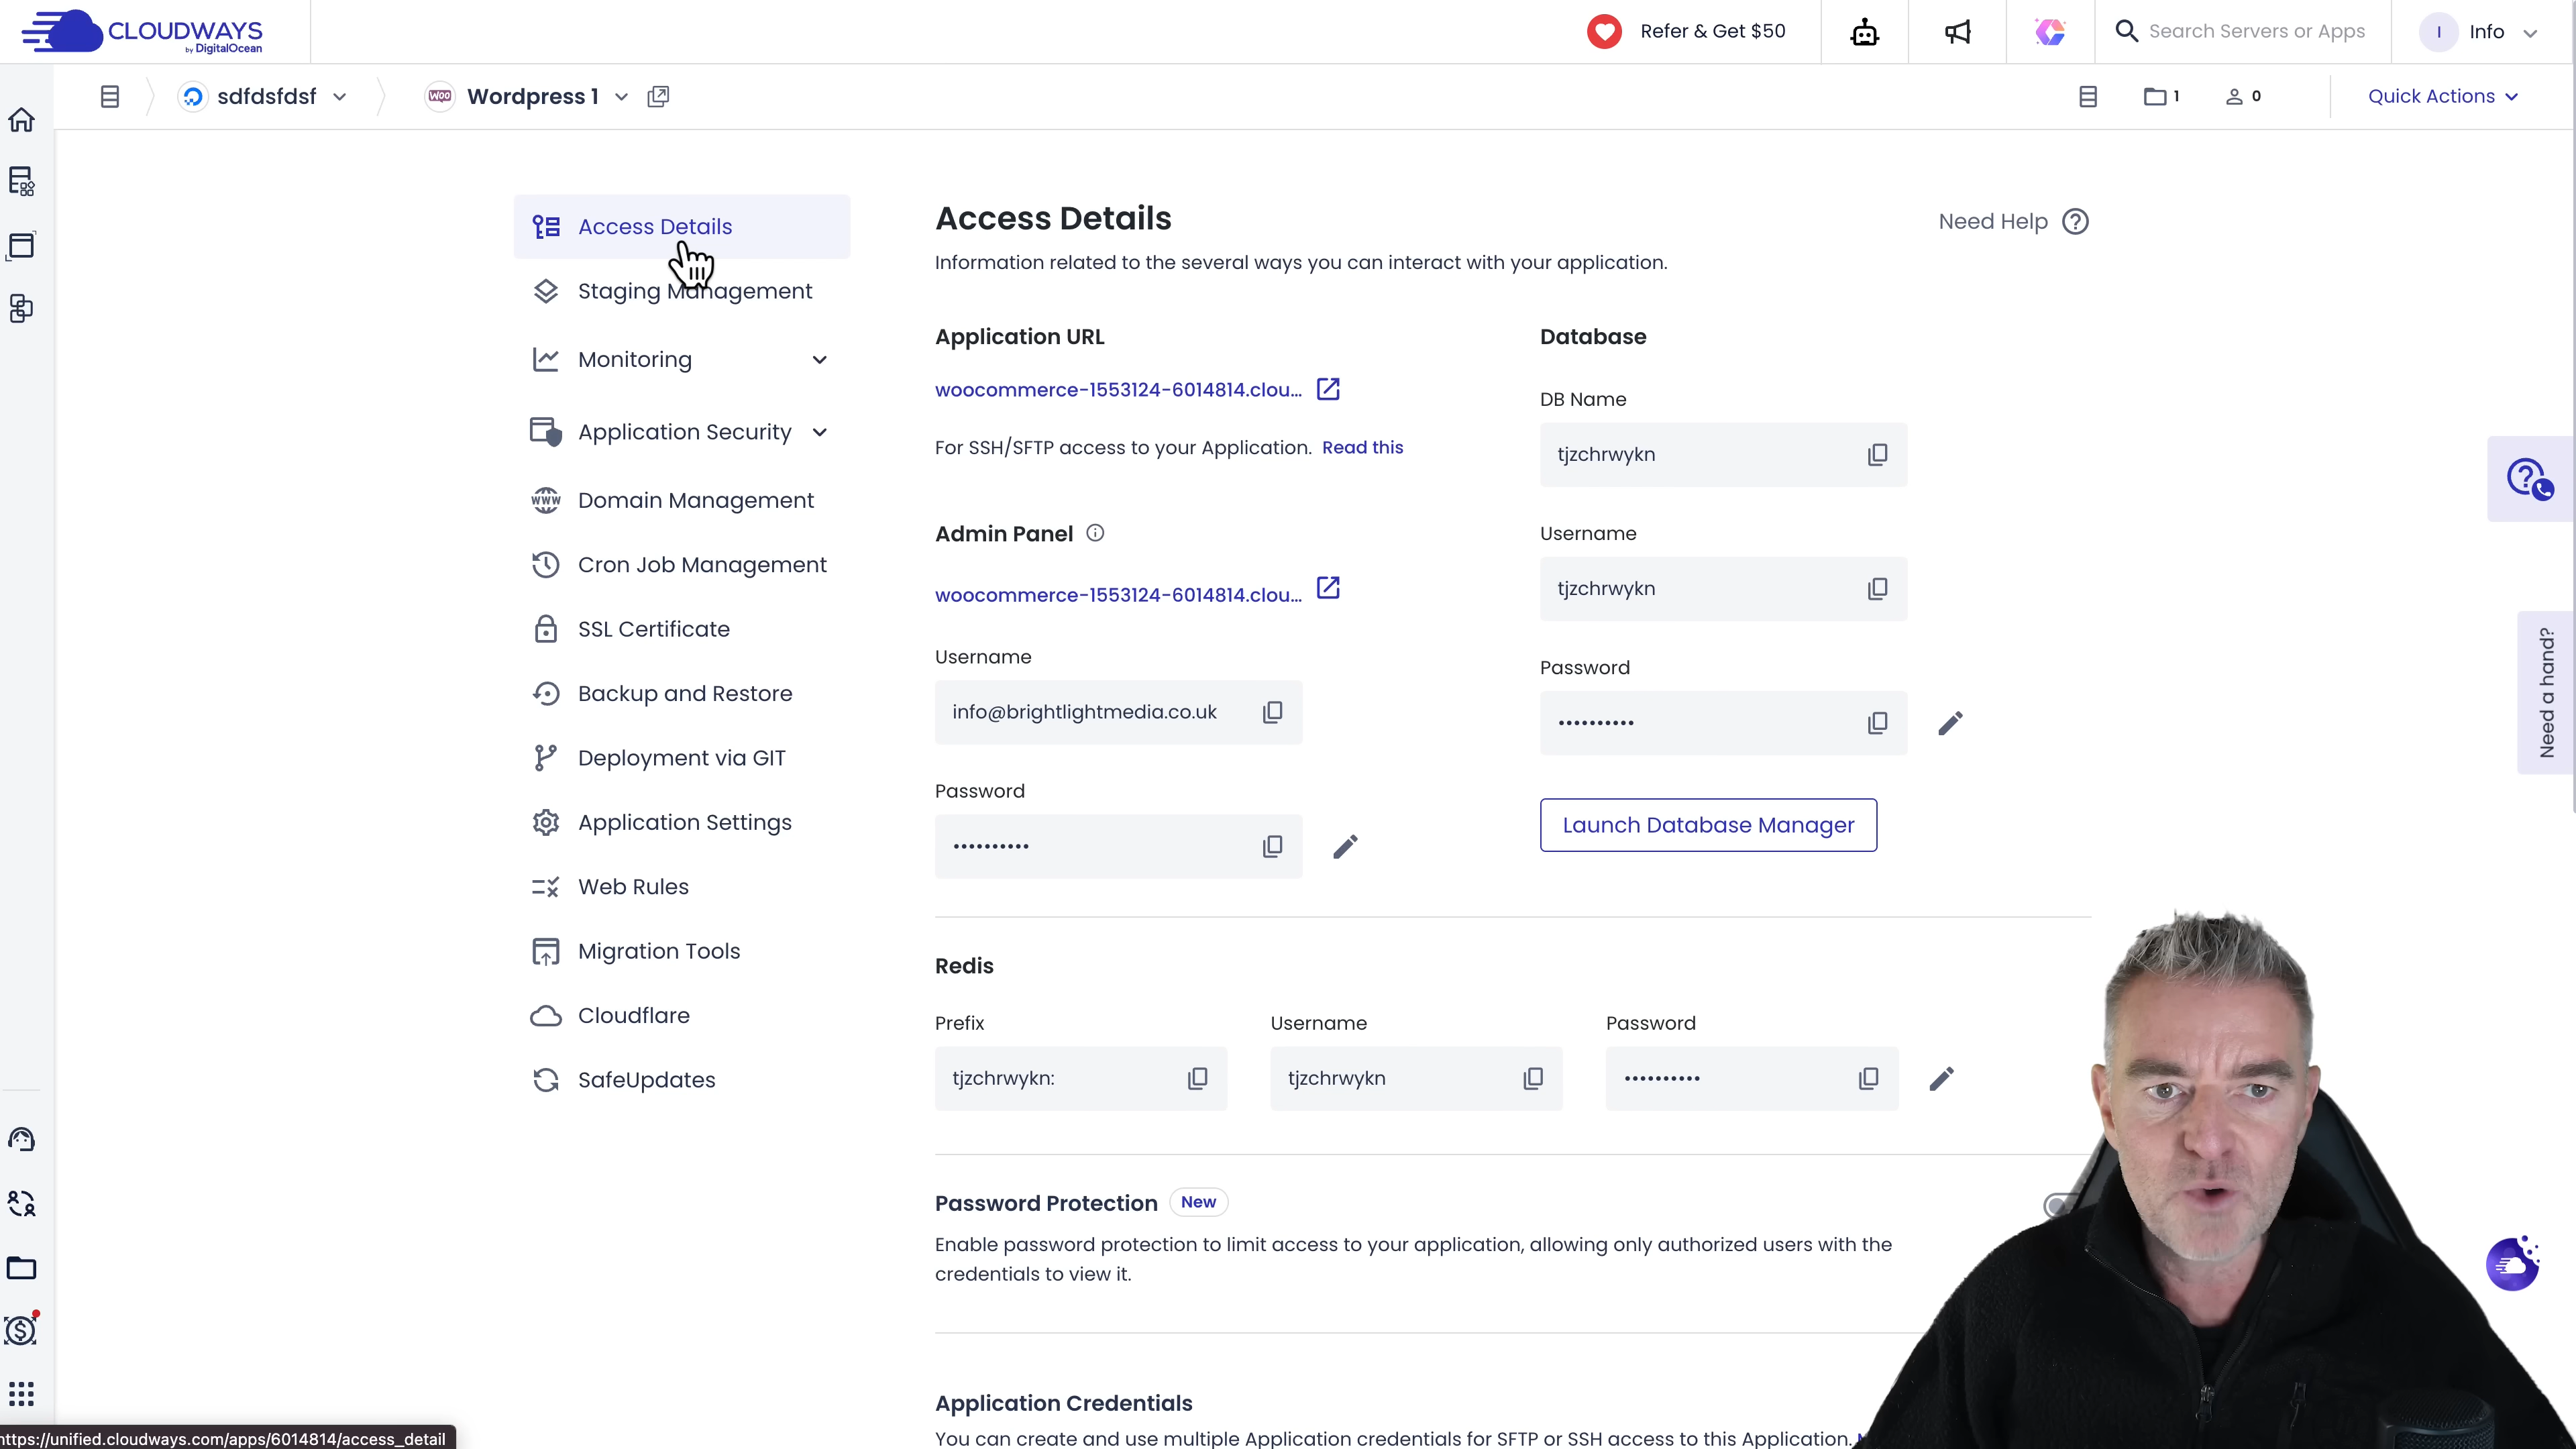 CLOUDWAYS
by DigitalOcean
Refer & Get $50
Search Servers or Apps
I
Info
sdfdsfdsf
Woo
Wordpress 1
1
0
Quick Actions
Access Details
Staging Management
Monitoring
Application Security
www
Domain Management
Cron Job Management
SSL Certificate
Backup and Restore
Deployment via GIT
Application Settings
Web Rules
Migration Tools
Cloudflare
SafeUpdates
Access Details
Need Help
Information related to the several ways you can interact with your application.
Application URL
woocommerce-1553124-6014814.clou...
For SSH/SFTP access to your Application. Read this
Admin Panel
woocommerce-1553124-6014814.clou...
Username
info@brightlightmedia.co.uk
Password
••••••••••
Database
DB Name
tjzchrwykn
Username
tjzchrwykn
Password
••••••••••
Launch Database Manager
Redis
Prefix
Username
Password
tjzchrwykn:
tjzchrwykn
••••••••••
Password Protection
New
Enable password protection to limit access to your application, allowing only authorized users with the
credentials to view it.
Application Credentials
You can create and use multiple Application credentials for SFTP or SSH access to this Application.
Need a hand?
https://unified.cloudways.com/apps/6014814/access_detail